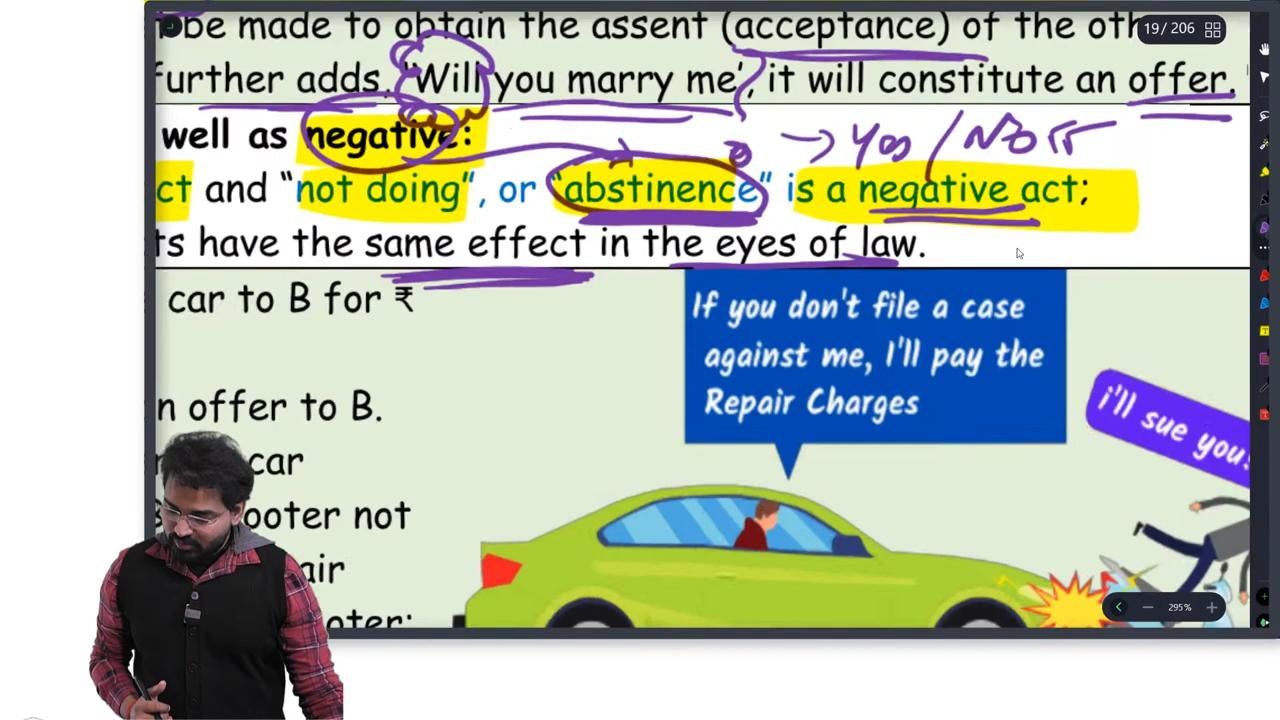 be made to obtain the assent (acceptance) of the oth
further adds, 'Will you marry me', it will constitute an offer.
well as negative:
→ Yes / No
ct and “not doing”, or “abstinence” is a negative act;
ts have the same effect in the eyes of law.
car to B for ₹
n offer to B.
car
ooter not
air
ooter;
If you don't file a case
against me, I'll pay the
Repair Charges
i'll sue you!
19 / 206
295%